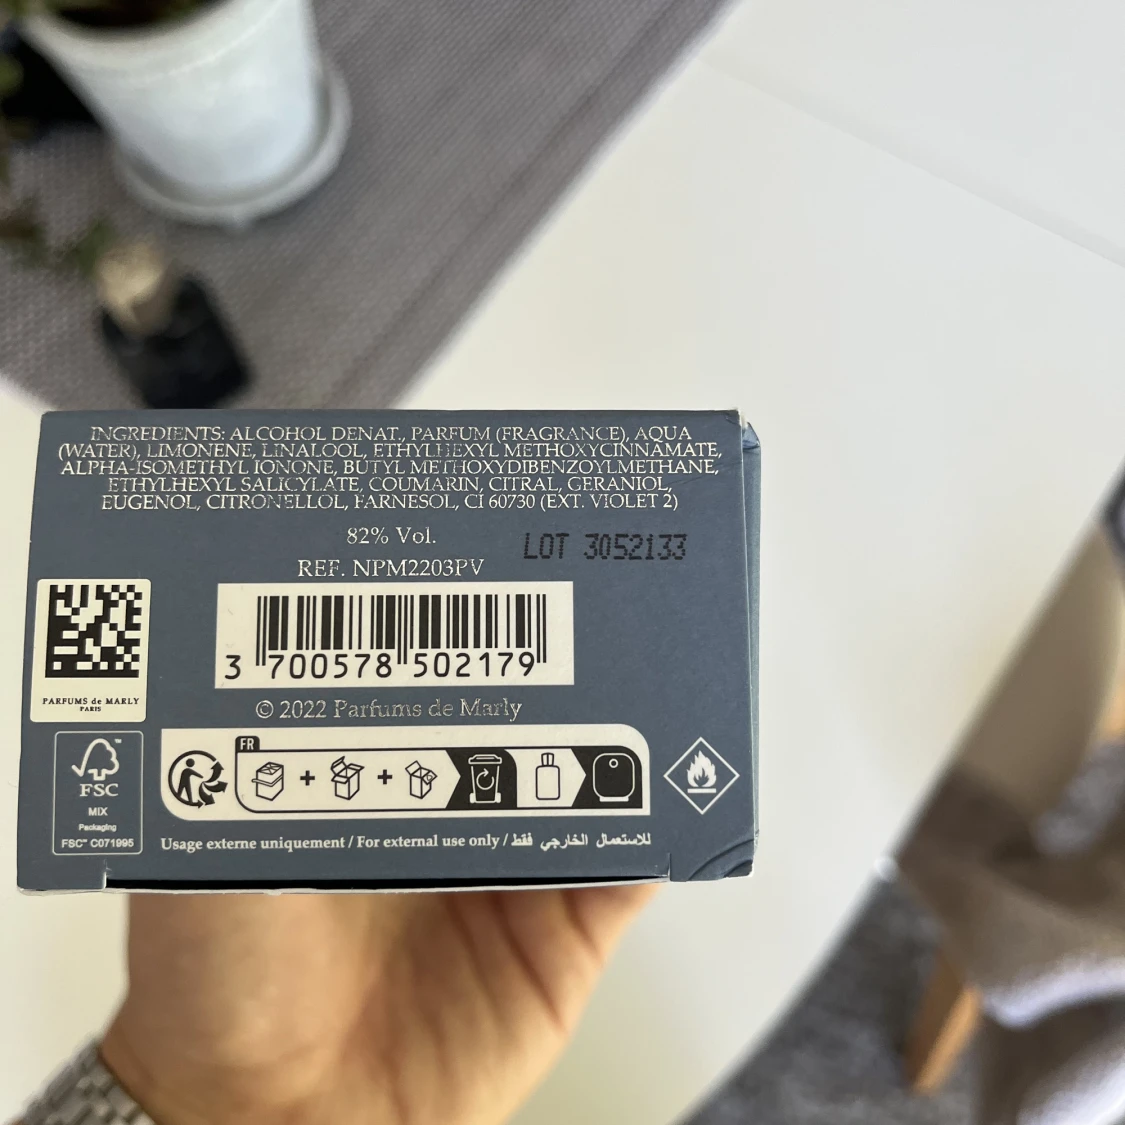 INGREDIENTS: ALCOHOL DENAT., PARFUM (FRAGRANCE), AQUA
(WATER), LIMONENE, LINALOOL, ETHYLHEXYL METHOXYCINNAMATE,
ALPHA-ISOMETHYL IONONE, BUTYL METHOXYDIBENZOYLMETHANE,
ETHYLHEXYL SALICYLATE, COUMARIN, CITRAL, GERANIOL,
EUGENOL, CITRONELLOL, FARNESOL, CI 60730 (EXT. VIOLET 2)
82% Vol.
LOT 3052133
REF. NPM2203PV
3 700578 502179
PARFUMS de MARLY
PARIS
© 2022 Parfums de Marly
FR
FSC™
MIX
Packaging
FSC™ C071995
Usage externe uniquement / For external use only / للاستعمال الخارجي فقط